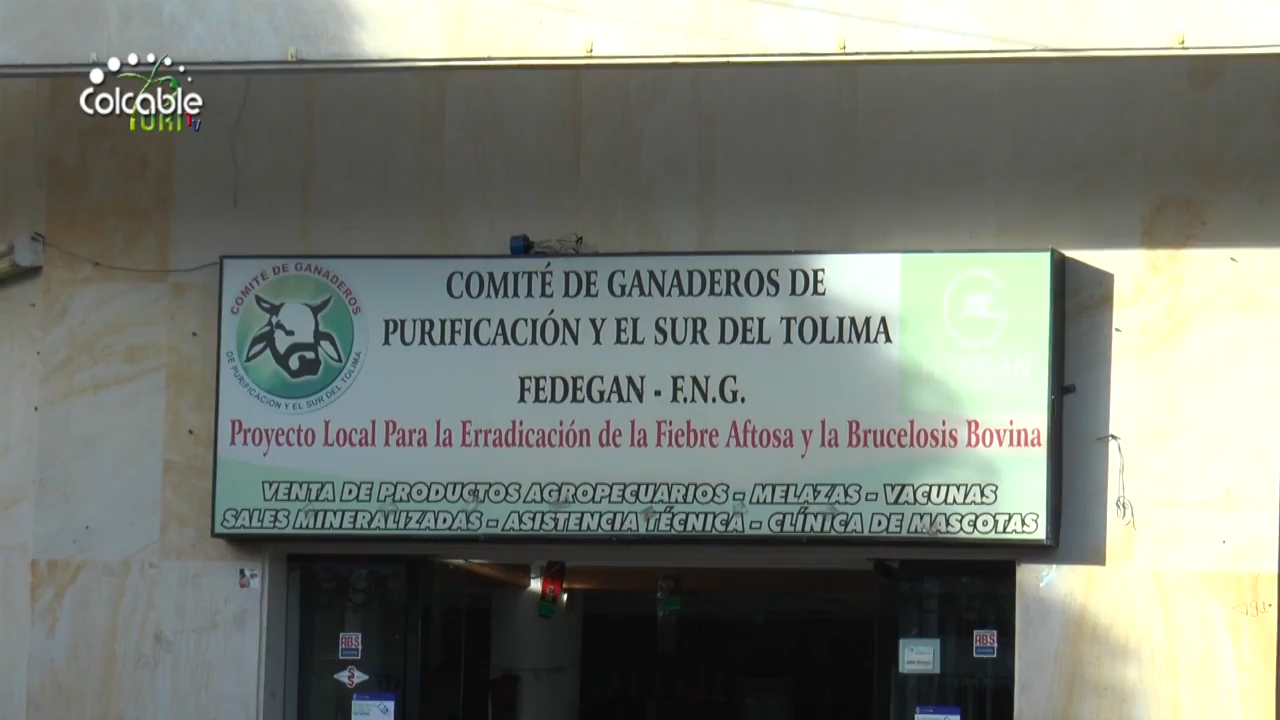 Colcable
TURI TV
COMITÉ DE GANADEROS
DE PURIFICACIÓN Y EL SUR DEL TOLIMA
COMITÉ DE GANADEROS DE
PURIFICACIÓN Y EL SUR DEL TOLIMA
FEDEGAN - F.N.G.
Proyecto Local Para la Erradicación de la Fiebre Aftosa y la Brucelosis Bovina
VENTA DE PRODUCTOS AGROPECUARIOS - MELAZAS - VACUNAS
SALES MINERALIZADAS - ASISTENCIA TÉCNICA - CLÍNICA DE MASCOTAS
ABS
ABS